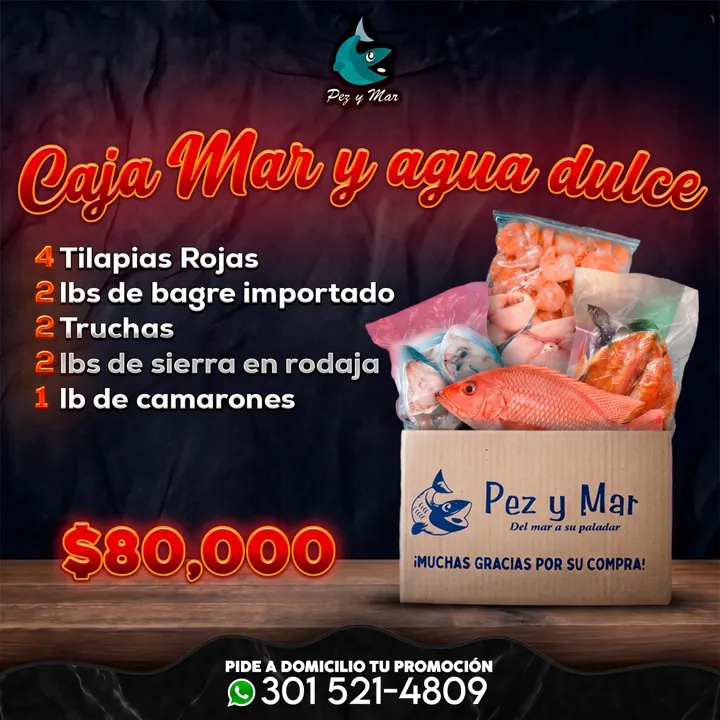 Pez y Mar
Caja Mar y agua dulce
4 Tilapias Rojas
2 lbs de bagre importado
2 Truchas
2 lbs de sierra en rodaja
1 lb de camarones
$80,000
Pez y Mar
Del mar a su paladar
¡MUCHAS GRACIAS POR SU COMPRA!
PIDE A DOMICILIO TU PROMOCIÓN
301 521-4809